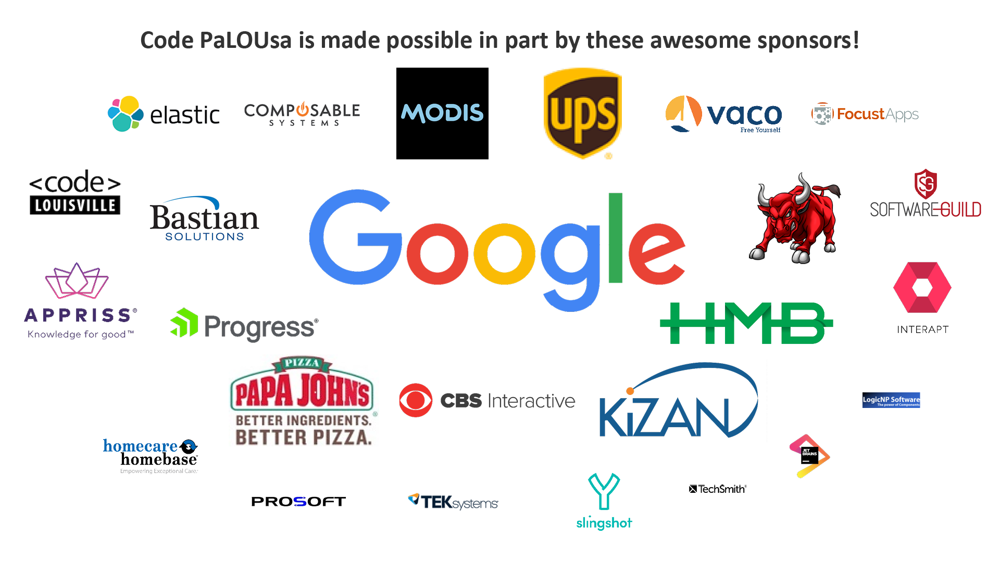 Code PaLOUsa is made possible in part by these awesome sponsors!
elastic
COMPOSABLE
SYSTEMS
MODIS
ups
vaco
Free Yourself
FocustApps
<code>
LOUISVILLE
Bastian
SOLUTIONS
Google
SG
SOFTWARE GUILD
APPRISS®
Knowledge for good™
Progress®
HMB
INTERAPT
PIZZA
PAPA JOHN'S
BETTER INGREDIENTS.
BETTER PIZZA.
®
CBS Interactive
KiZAN
LogicNP Software
The power of Components
homecare
homebase
Empowering Exceptional Care.
JET
BRAINS
PROSOFT
TEKsystems
slingshot
TechSmith®